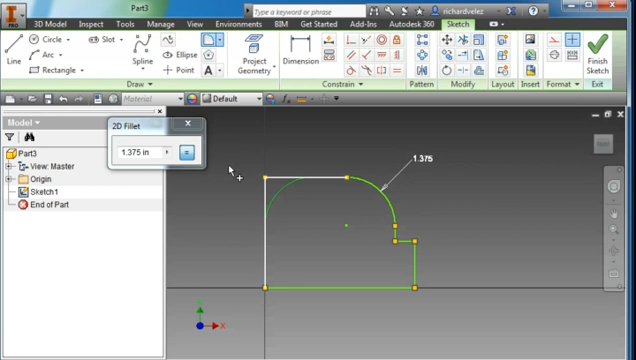 Part3
Type a keyword or phrase
richardvelez
PRO
3D Model
Inspect
Tools
Manage
View
Environments
BIM
Get Started
Add-Ins
Autodesk 360
Sketch
Line
Circle
Arc
Rectangle
Slot
Spline
Ellipse
Point
Project
Geometry
Dimension
Pattern
Modify
Layout
Insert
Format
Finish
Sketch
Draw
Constrain
Exit
Material
Default
Model
Part3
View: Master
Origin
Sketch1
End of Part
2D Fillet
1.375 in
1.375
X